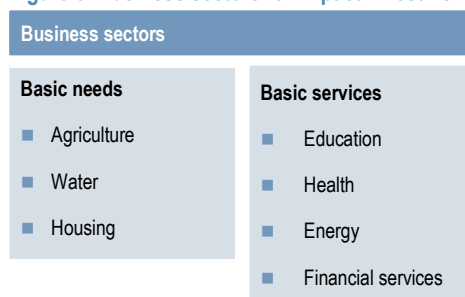 Business sectors
Basic needs
Agriculture
Water
Housing
Basic services
Education
Health
Energy
Financial services